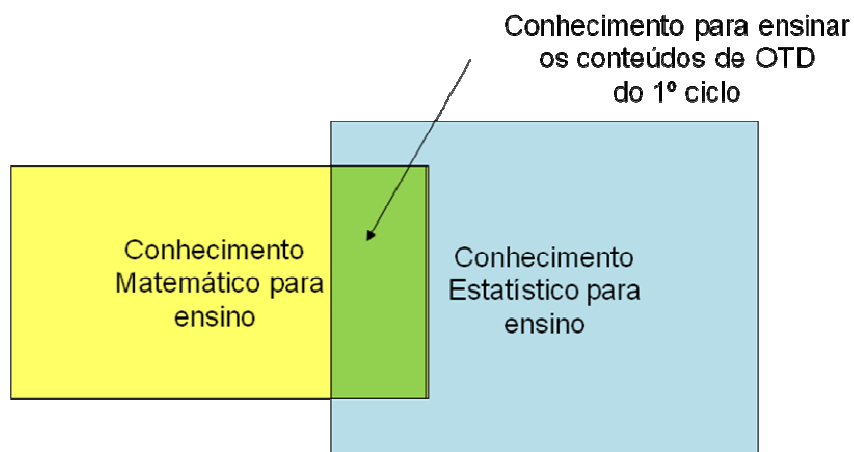 Conhecimento para ensinar
os conteúdos de OTD
do 1º ciclo
Conhecimento
Matemático para
ensino
Conhecimento
Estatístico para
ensino